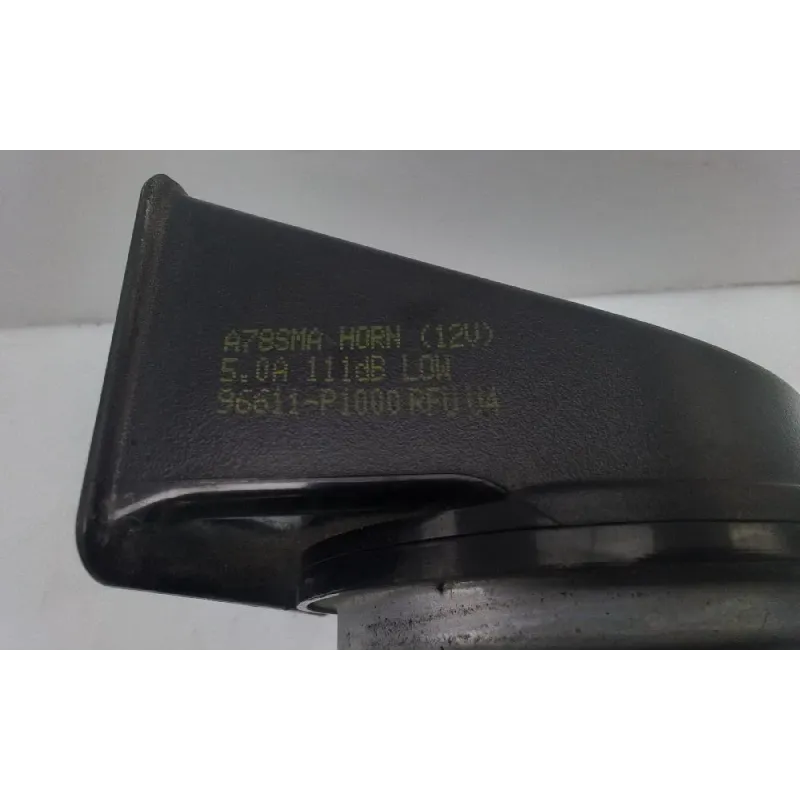 A78SMA HORN (12V)
5.0A 111dB LOW
96611-P1000